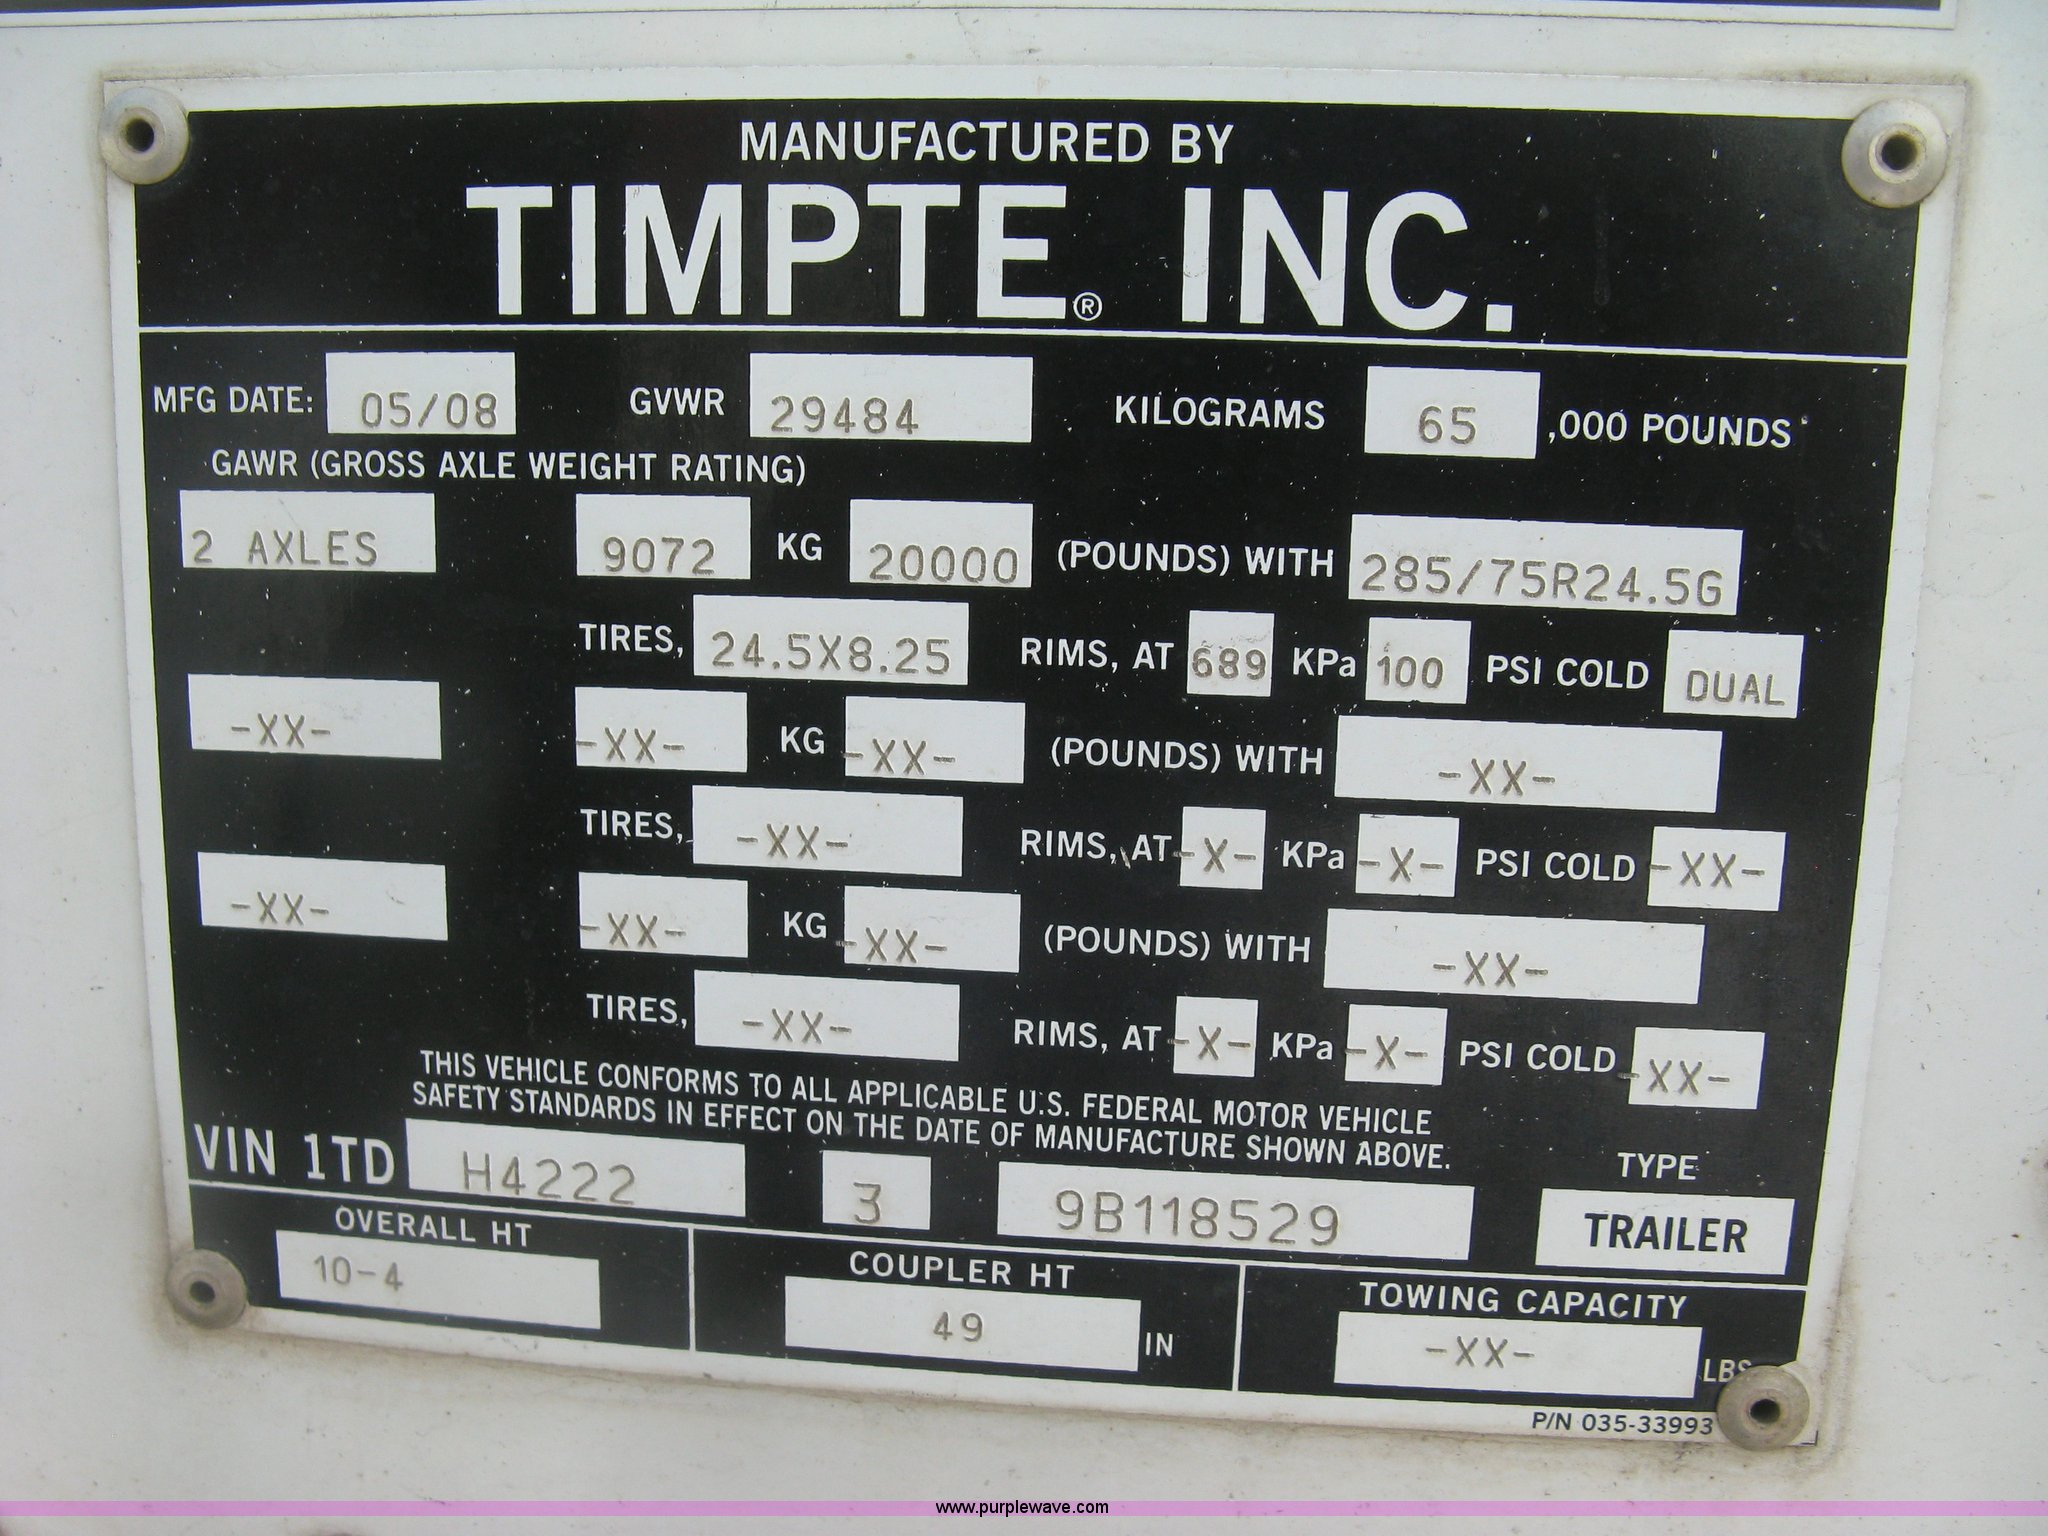 MANUFACTURED BY
TIMPTE® INC.
MFG DATE: 05/08 GVWR 29484 KILOGRAMS 65 ,000 POUNDS
GAWR (GROSS AXLE WEIGHT RATING)
2 AXLES 9072 KG 20000 (POUNDS) WITH 285/75R24.5G
TIRES, 24.5X8.25 RIMS, AT 689 KPa 100 PSI COLD DUAL
-XX- -XX- KG -XX- (POUNDS) WITH -XX-
TIRES, -XX- RIMS, AT -X- KPa -X- PSI COLD -XX-
-XX- -XX- KG -XX- (POUNDS) WITH -XX-
TIRES, -XX- RIMS, AT -X- KPa -X- PSI COLD -XX-
THIS VEHICLE CONFORMS TO ALL APPLICABLE U.S. FEDERAL MOTOR VEHICLE
SAFETY STANDARDS IN EFFECT ON THE DATE OF MANUFACTURE SHOWN ABOVE.
TYPE
VIN 1TD H4222 3 9B118529 TRAILER
OVERALL HT COUPLER HT TOWING CAPACITY
10-4 49 IN -XX- LBS
P/N 035-33993
www.purplewave.com